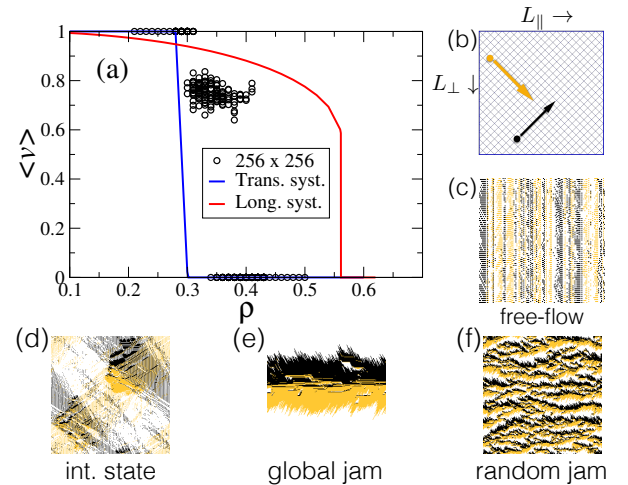 (a)
<v>
1
0.8
0.6
0.4
0.2
0
0.1 0.2 0.3 0.4 0.5 0.6
ρ
256 x 256
Trans. syst.
Long. syst.
L∥ →
(b)
L⊥ ↓
(c)
free-flow
(d)
int. state
(e)
global jam
(f)
random jam